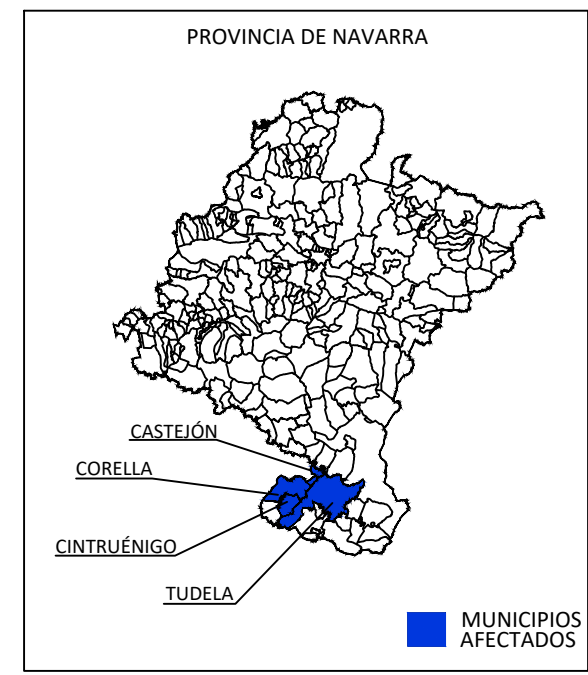 PROVINCIA DE NAVARRA
CASTEJÓN
CORELLA
CINTRUÉNIGO
TUDELA
MUNICIPIOS
AFECTADOS